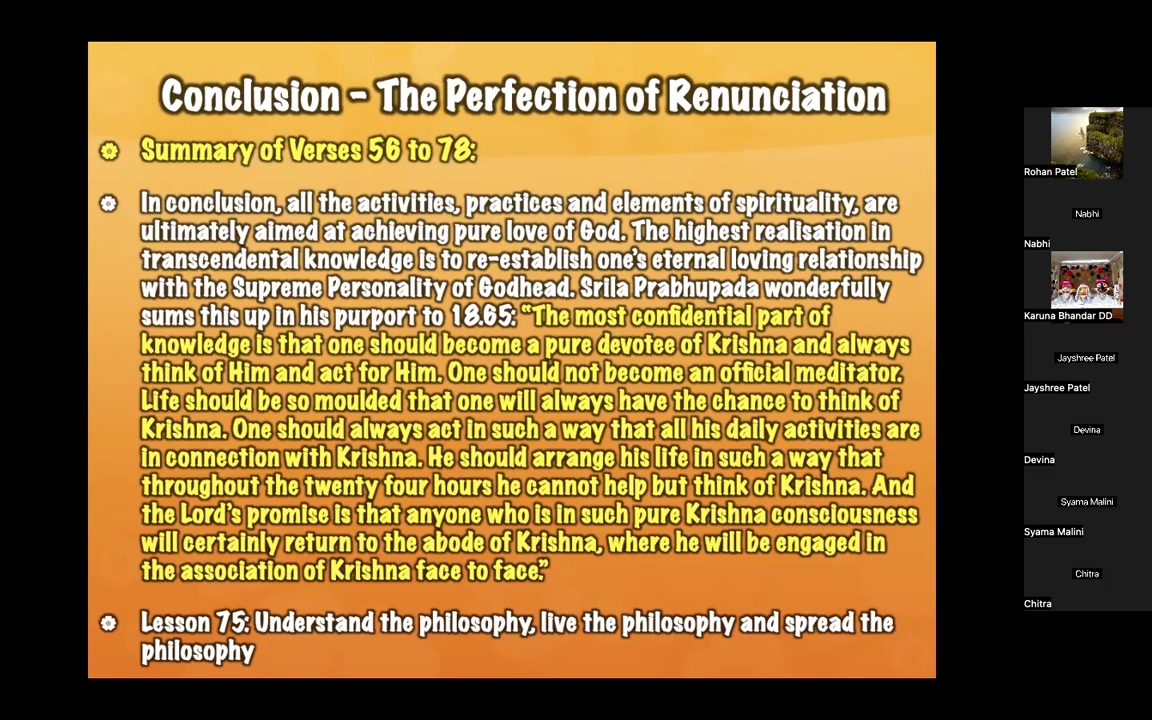 Conclusion - The Perfection of Renunciation
Summary of Verses 56 to 78:
In conclusion, all the activities, practices and elements of spirituality, are
ultimately aimed at achieving pure love of God. The highest realisation in
transcendental knowledge is to re-establish one's eternal loving relationship
with the Supreme Personality of Godhead. Srila Prabhupada wonderfully
sums this up in his purport to 18.65: “The most confidential part of
knowledge is that one should become a pure devotee of Krishna and always
think of Him and act for Him. One should not become an official meditator.
Life should be so moulded that one will always have the chance to think of
Krishna. One should always act in such a way that all his daily activities are
in connection with Krishna. He should arrange his life in such a way that
throughout the twenty four hours he cannot help but think of Krishna. And
the Lord's promise is that anyone who is in such pure Krishna consciousness
will certainly return to the abode of Krishna, where he will be engaged in
the association of Krishna face to face.”
Lesson 75: Understand the philosophy, live the philosophy and spread the
philosophy
Rohan Patel
Nabhi
Nabhi
Karuna Bhandar DD
Jayshree Patel
Jayshree Patel
Devina
Devina
Syama Malini
Syama Malini
Chitra
Chitra